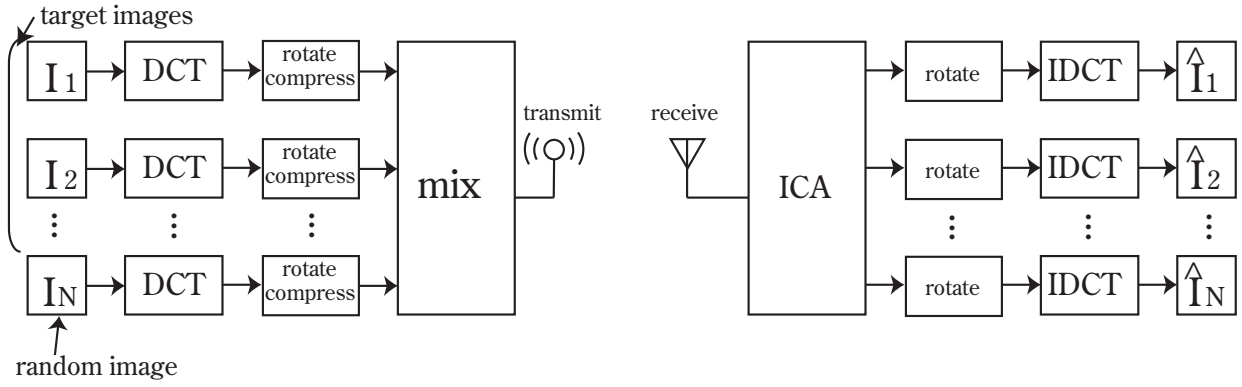 target images
I1
DCT
rotate
compress
I2
DCT
rotate
compress
IN
DCT
rotate
compress
random image
mix
transmit
receive
ICA
rotate
IDCT
Î1
rotate
IDCT
Î2
rotate
IDCT
ÎN